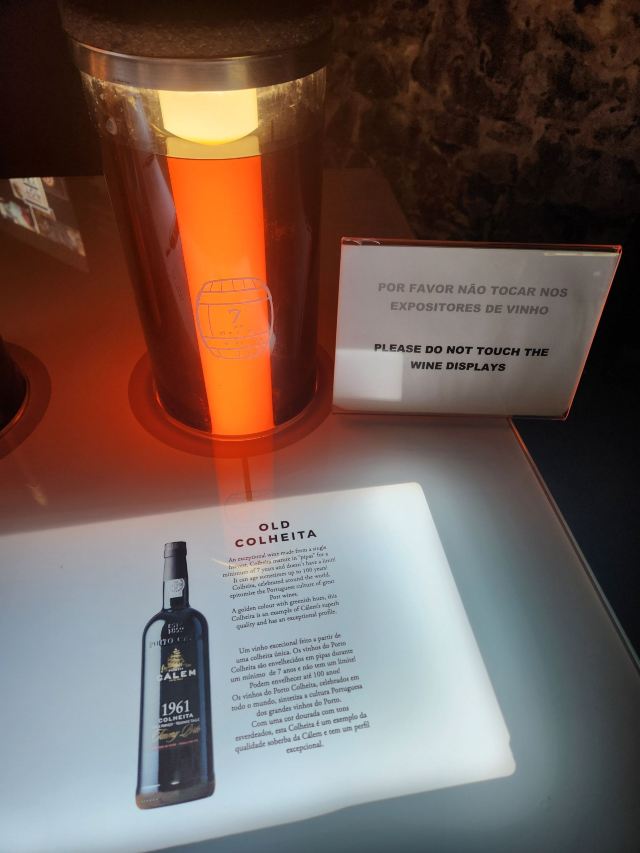 7
POR FAVOR NÃO TOCAR NOS
EXPOSITORES DE VINHO
PLEASE DO NOT TOUCH THE
WINE DISPLAYS
OLD
COLHEITA
An exceptional wine made from a single
harvest, Colheita mature in "pipas" for a
minimum of 7 years and doesn't have a limit!
It can age sometimes up to 100 years!
Colheita, celebrated around the world,
epitomise the Portuguese culture of great
Port wines.
A golden colour with greenish hues, this
Colheita is an example of Cálem's superb
quality and has an exceptional profile.
Um vinho excecional feito a partir de
uma colheita única. Os vinhos do Porto
Colheita são envelhecidos em pipas durante
um mínimo de 7 anos e não tem um limite!
Podem envelhecer até 100 anos!
Os vinhos do Porto Colheita, celebrados em
todo o mundo, sintetiza a cultura Portuguesa
dos grandes vinhos do Porto.
Com uma cor dourada com tons
esverdeados, esta Colheita é um exemplo da
qualidade soberba da Cálem e tem um perfil
excepcional.
1859
PORTO
CÁLEM
1961
COLHEITA